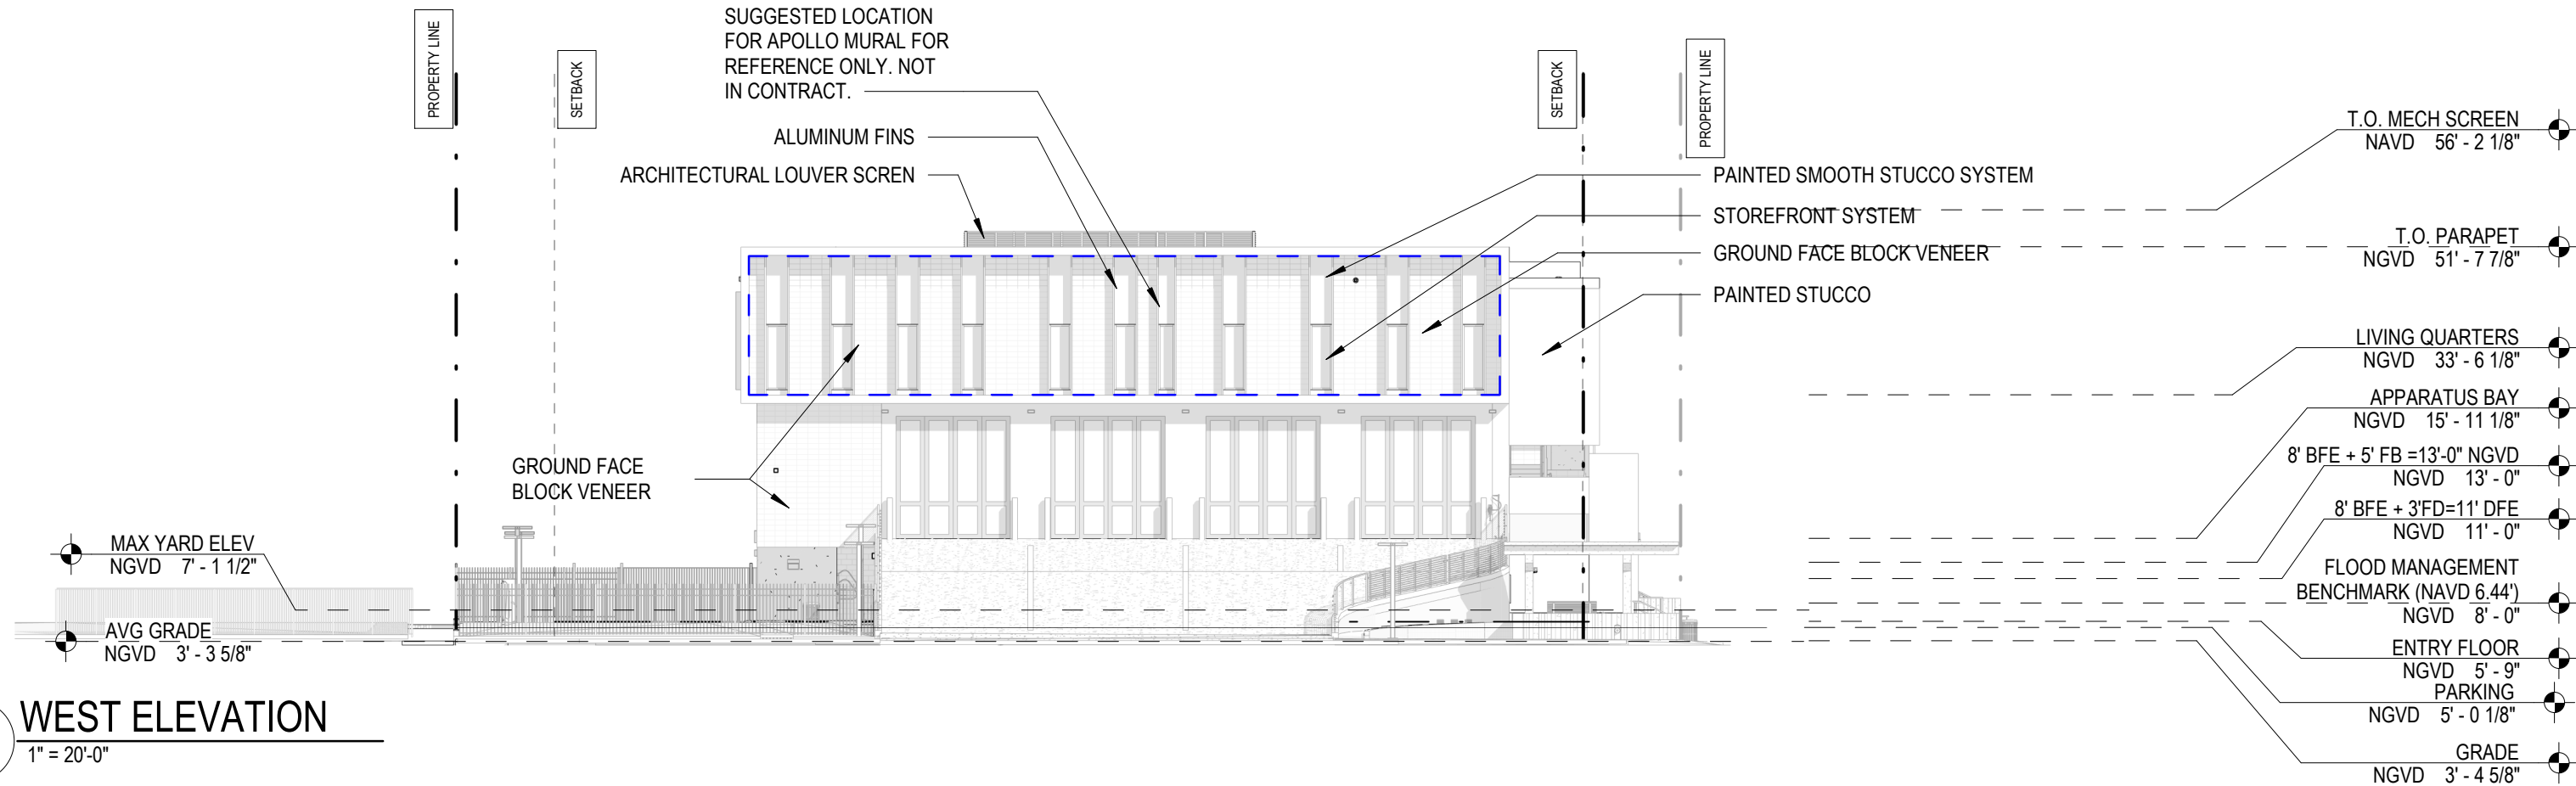 PROPERTY LINE
SETBACK
SUGGESTED LOCATION
FOR APOLLO MURAL FOR
REFERENCE ONLY. NOT
IN CONTRACT.
ALUMINUM FINS
ARCHITECTURAL LOUVER SCREN
SETBACK
PROPERTY LINE
PAINTED SMOOTH STUCCO SYSTEM
STOREFRONT SYSTEM
GROUND FACE BLOCK VENEER
PAINTED STUCCO
GROUND FACE
BLOCK VENEER
MAX YARD ELEV
NGVD 7' - 1 1/2"
AVG GRADE
NGVD 3' - 3 5/8"
T.O. MECH SCREEN
NAVD 56' - 2 1/8"
T.O. PARAPET
NGVD 51' - 7 7/8"
LIVING QUARTERS
NGVD 33' - 6 1/8"
APPARATUS BAY
NGVD 15' - 11 1/8"
8' BFE + 5' FB =13'-0" NGVD
NGVD 13' - 0"
8' BFE + 3'FD=11' DFE
NGVD 11' - 0"
FLOOD MANAGEMENT
BENCHMARK (NAVD 6.44')
NGVD 8' - 0"
ENTRY FLOOR
NGVD 5' - 9"
PARKING
NGVD 5' - 0 1/8"
GRADE
NGVD 3' - 4 5/8"
WEST ELEVATION
1" = 20'-0"